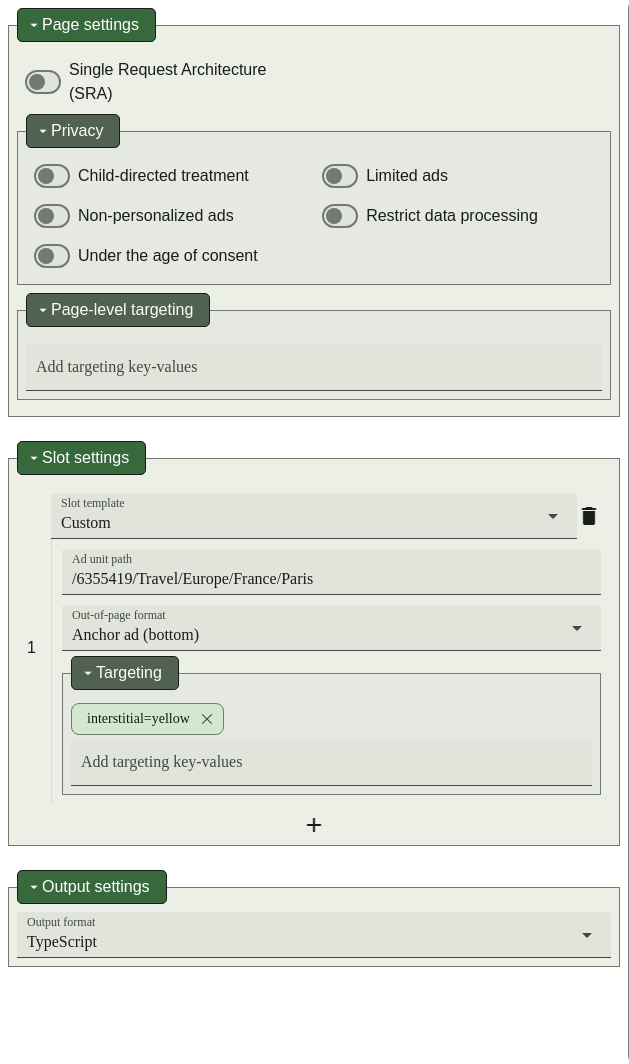 Page settings
Single Request Architecture
(SRA)
Privacy
Child-directed treatment
Limited ads
Non-personalized ads
Restrict data processing
Under the age of consent
Page-level targeting
Add targeting key-values
Slot settings
Slot template
Custom
Ad unit path
/6355419/Travel/Europe/France/Paris
Out-of-page format
Anchor ad (bottom)
1
Targeting
interstitial=yellow
Add targeting key-values
+
Output settings
Output format
TypeScript